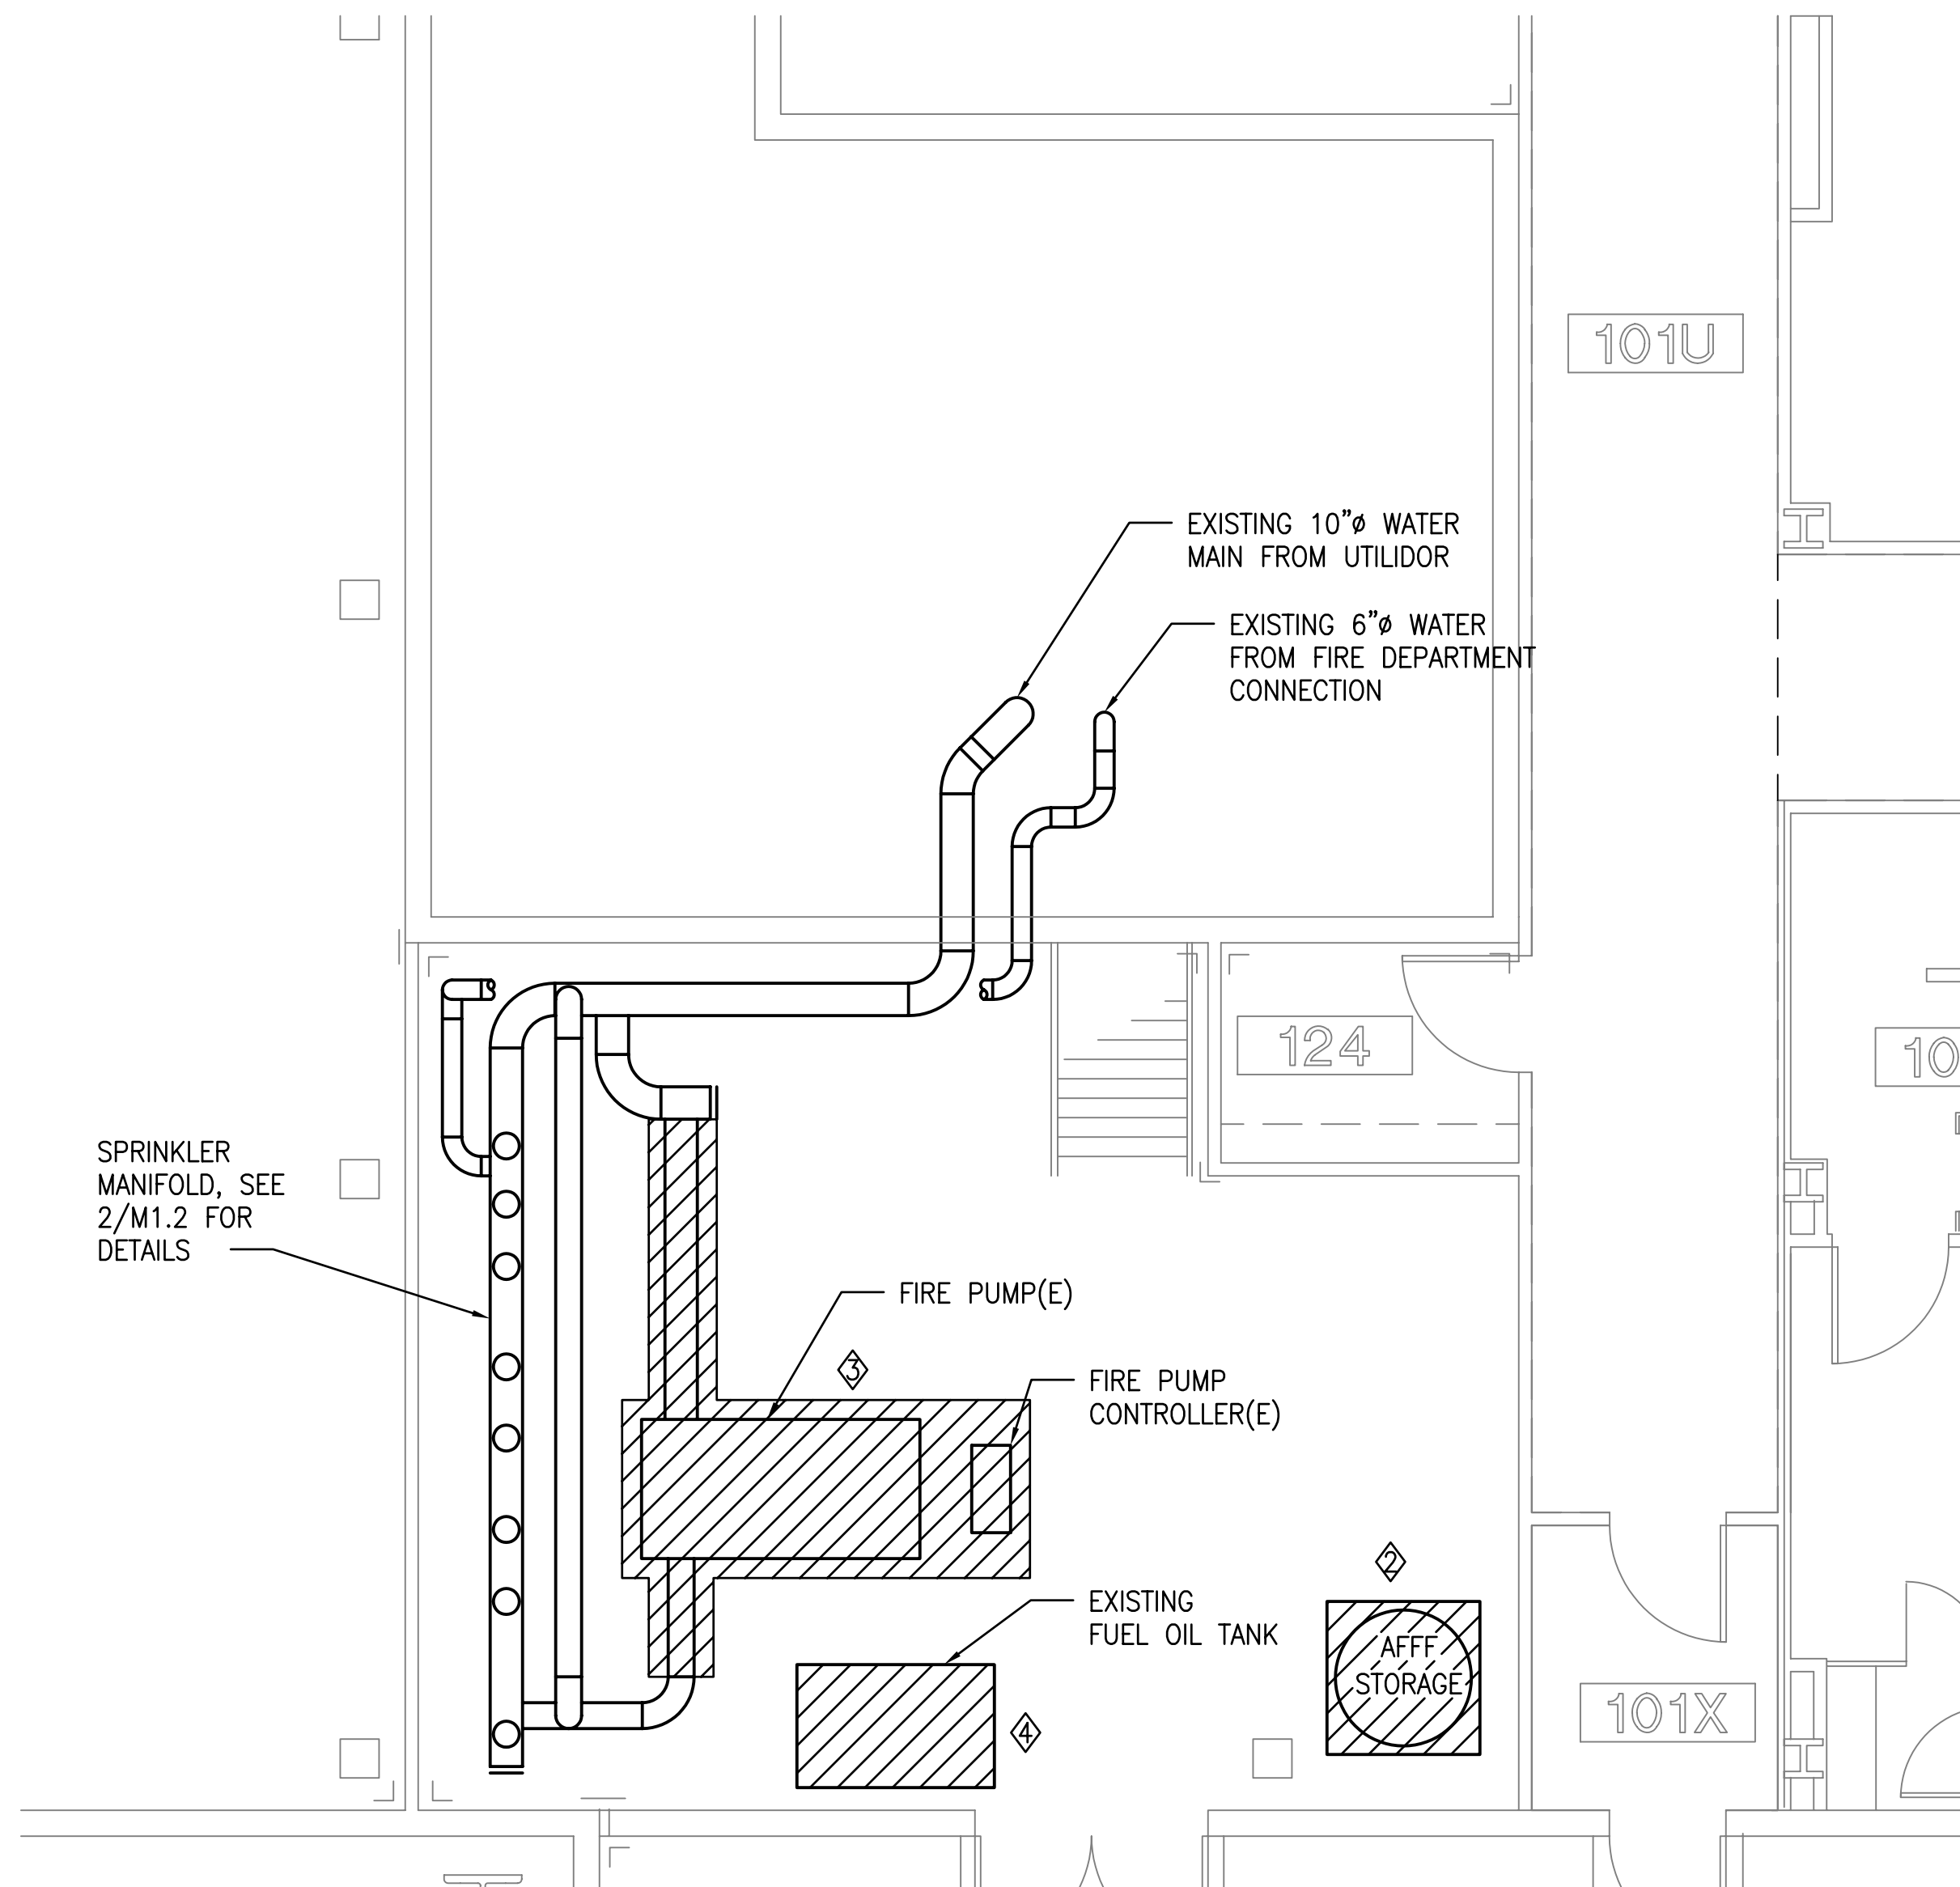 101U
EXISTING 10"ø WATER
MAIN FROM UTILIDOR
EXISTING 6"ø WATER
FROM FIRE DEPARTMENT
CONNECTION
124
SPRINKLER
MANIFOLD, SEE
2/M1.2 FOR
DETAILS
FIRE PUMP(E)
3
FIRE PUMP
CONTROLLER(E)
2
EXISTING
FUEL OIL TANK
AFFF
STORAGE
4
101X